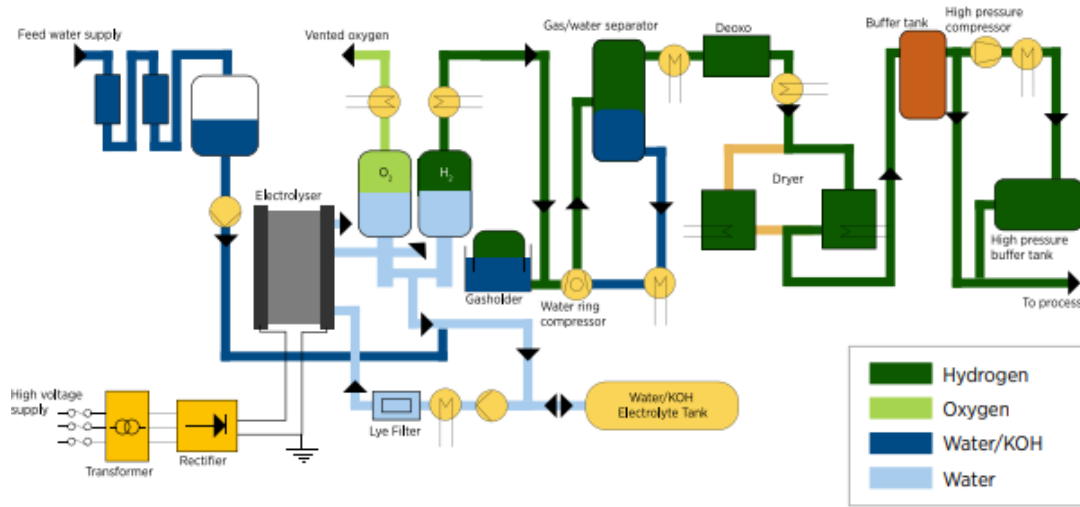 Feed water supply
Vented oxygen
Gas/water separator
Deoxo
Buffer tank
High pressure
compressor
O2
H2
Electrolyser
Dryer
Gasholder
Water ring
compressor
High pressure
buffer tank
To process
High voltage
supply
Transformer
Rectifier
Lye Filter
Water/KOH
Electrolyte Tank
M
M
M
M
Hydrogen
Oxygen
Water/KOH
Water